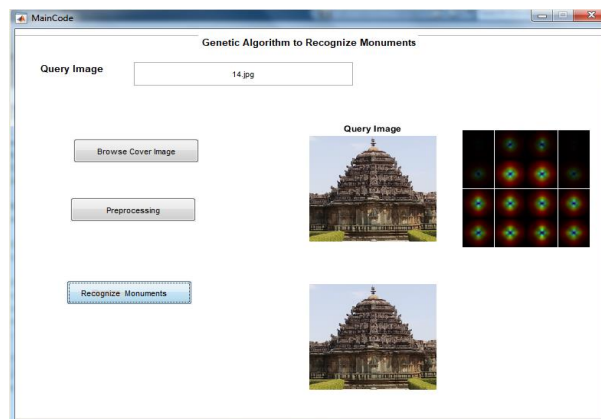 MainCode
Genetic Algorithm to Recognize Monuments
Query Image
14.jpg
Query Image
Browse Cover Image
Preprocessing
Recognize Monuments